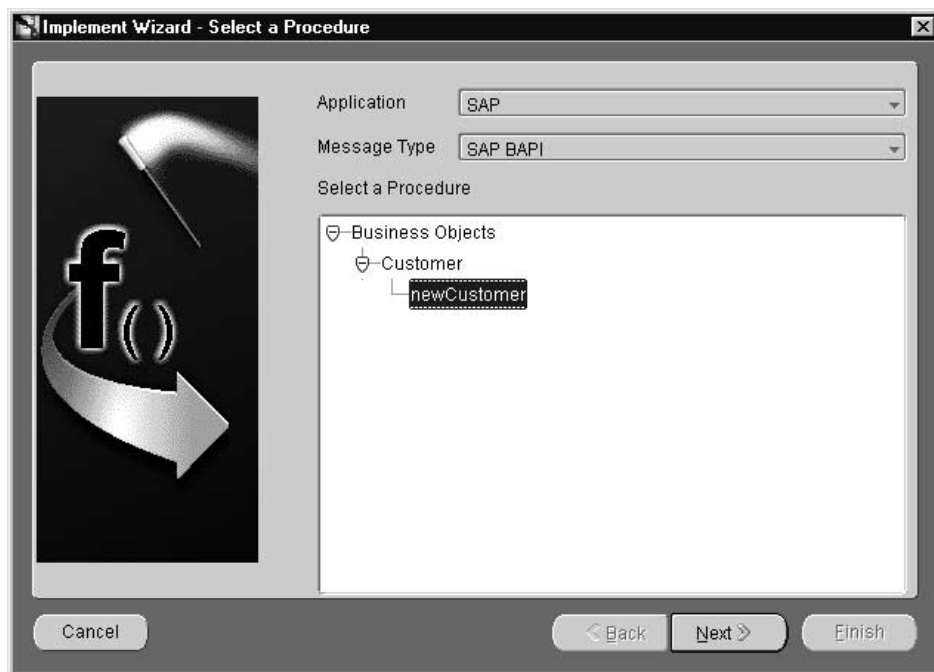 Implement Wizard - Select a Procedure
Application SAP
Message Type SAP BAPI
Select a Procedure
Business Objects
Customer
newCustomer
f()
Cancel Back Next Finish